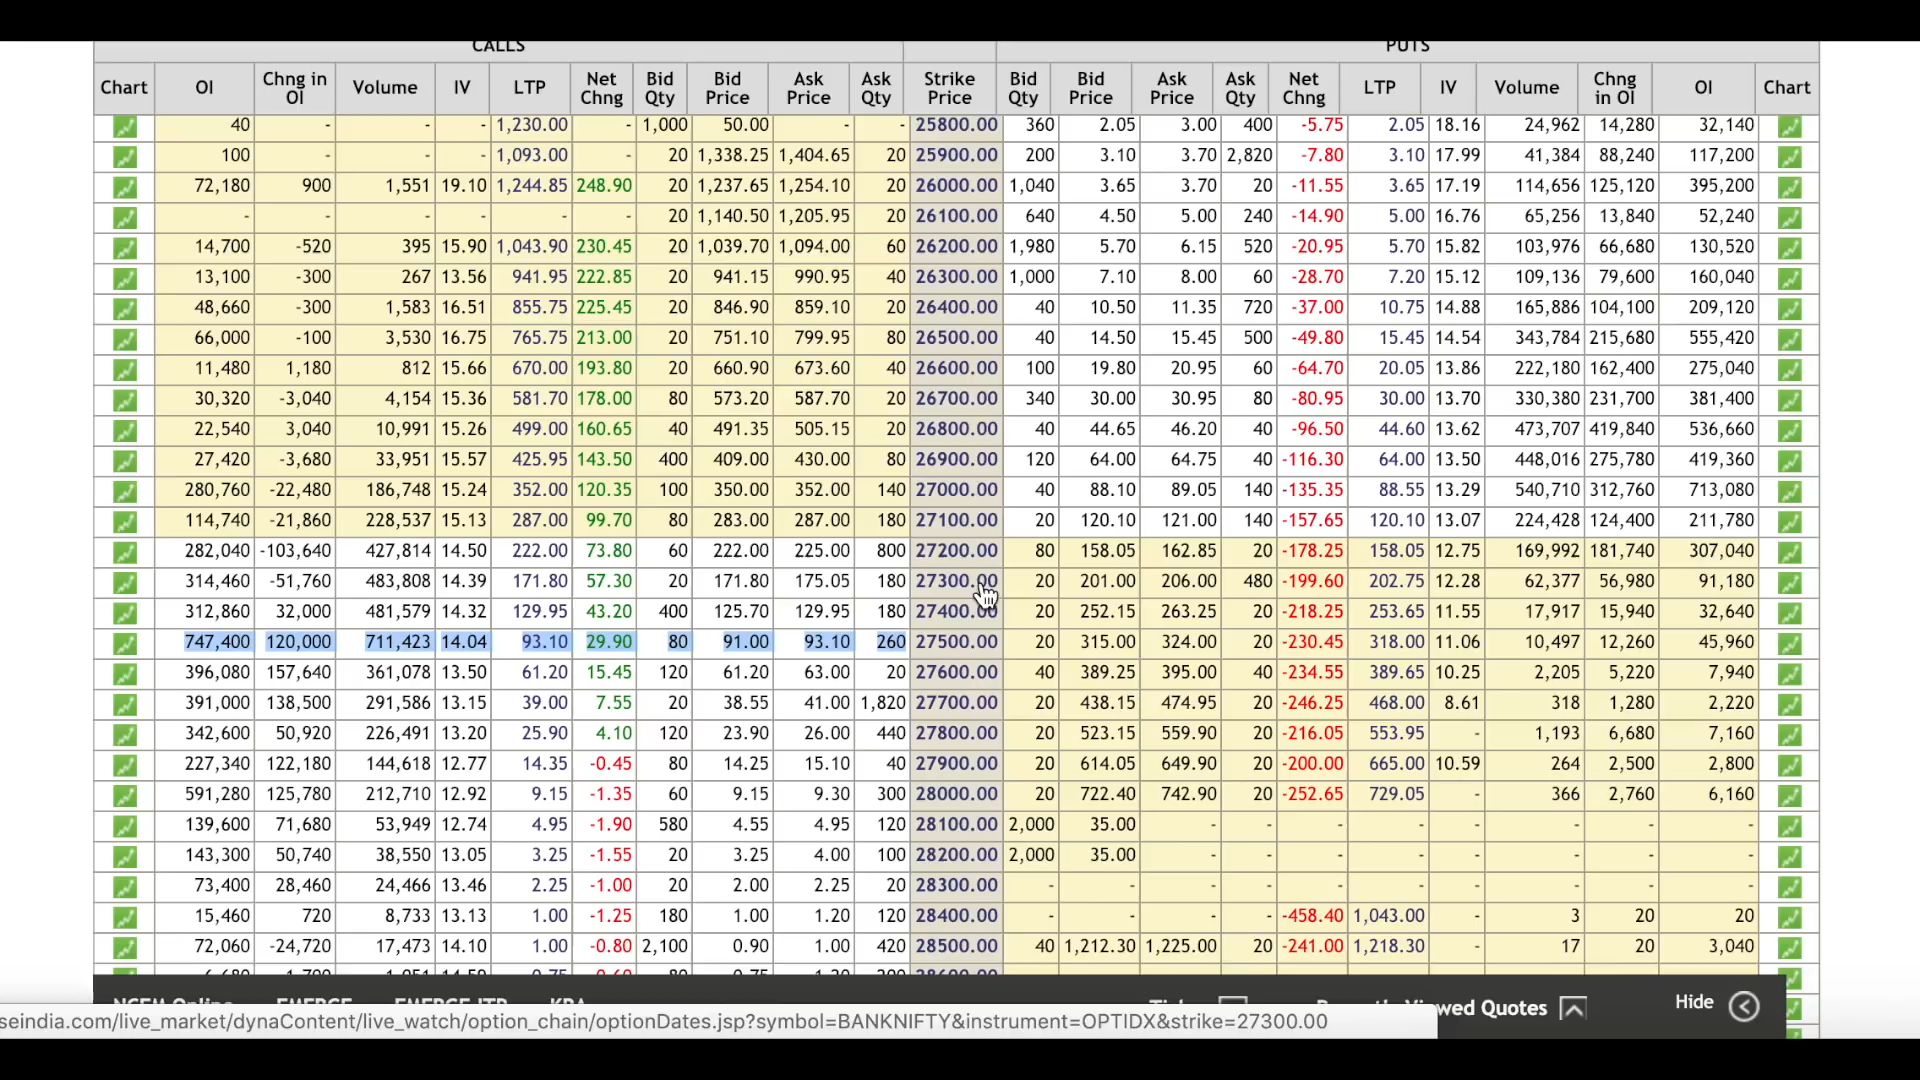 CALLS PUTS
Chart OI Chng in OI Volume IV LTP Net Chng Bid Qty Bid Price Ask Price Ask Qty Strike Price Bid Qty Bid Price Ask Price Ask Qty Net Chng LTP IV Volume Chng in OI OI Chart
40 - - - 1,230.00 - 1,000 50.00 - - 25800.00 360 2.05 3.00 400 -5.75 2.05 18.16 24,962 14,280 32,140
100 - - - 1,093.00 - 20 1,338.25 1,404.65 20 25900.00 200 3.10 3.70 2,820 -7.80 3.10 17.99 41,384 88,240 117,200
72,180 900 1,551 19.10 1,244.85 248.90 20 1,237.65 1,254.10 20 26000.00 1,040 3.65 3.70 20 -11.55 3.65 17.19 114,656 125,120 395,200
- - - - - - 20 1,140.50 1,205.95 20 26100.00 640 4.50 5.00 240 -14.90 5.00 16.76 65,256 13,840 52,240
14,700 -520 395 15.90 1,043.90 230.45 20 1,039.70 1,094.00 60 26200.00 1,980 5.70 6.15 520 -20.95 5.70 15.82 103,976 66,680 130,520
13,100 -300 267 13.56 941.95 222.85 20 941.15 990.95 40 26300.00 1,000 7.10 8.00 60 -28.70 7.20 15.12 109,136 79,600 160,040
48,660 -300 1,583 16.51 855.75 225.45 20 846.90 859.10 20 26400.00 40 10.50 11.35 720 -37.00 10.75 14.88 165,886 104,100 209,120
66,000 -100 3,530 16.75 765.75 213.00 20 751.10 799.95 80 26500.00 40 14.50 15.45 500 -49.80 15.45 14.54 343,784 215,680 555,420
11,480 1,180 812 15.66 670.00 193.80 20 660.90 673.60 40 26600.00 100 19.80 20.95 60 -64.70 20.05 13.86 222,180 162,400 275,040
30,320 -3,040 4,154 15.36 581.70 178.00 80 573.20 587.70 20 26700.00 340 30.00 30.95 80 -80.95 30.00 13.70 330,380 231,700 381,400
22,540 3,040 10,991 15.26 499.00 160.65 40 491.35 505.15 20 26800.00 40 44.65 46.20 40 -96.50 44.60 13.62 473,707 419,840 536,660
27,420 -3,680 33,951 15.57 425.95 143.50 400 409.00 430.00 80 26900.00 120 64.00 64.75 40 -116.30 64.00 13.50 448,016 275,780 419,360
280,760 -22,480 186,748 15.24 352.00 120.35 100 350.00 352.00 140 27000.00 40 88.10 89.05 140 -135.35 88.55 13.29 540,710 312,760 713,080
114,740 -21,860 228,537 15.13 287.00 99.70 80 283.00 287.00 180 27100.00 20 120.10 121.00 140 -157.65 120.10 13.07 224,428 124,400 211,780
282,040 -103,640 427,814 14.50 222.00 73.80 60 222.00 225.00 800 27200.00 80 158.05 162.85 20 -178.25 158.05 12.75 169,992 181,740 307,040
314,460 -51,760 483,808 14.39 171.80 57.30 20 171.80 175.05 180 27300.00 20 201.00 206.00 480 -199.60 202.75 12.28 62,377 56,980 91,180
312,860 32,000 481,579 14.32 129.95 43.20 400 125.70 129.95 180 27400.00 20 252.15 263.25 20 -218.25 253.65 11.55 17,917 15,940 32,640
747,400 120,000 711,423 14.04 93.10 29.90 80 91.00 93.10 260 27500.00 20 315.00 324.00 20 -230.45 318.00 11.06 10,497 12,260 45,960
396,080 157,640 361,078 13.50 61.20 15.45 120 61.20 63.00 20 27600.00 40 389.25 395.00 40 -234.55 389.65 10.25 2,205 5,220 7,940
391,000 138,500 291,586 13.15 39.00 7.55 20 38.55 41.00 1,820 27700.00 20 438.15 474.95 20 -246.25 468.00 8.61 318 1,280 2,220
342,600 50,920 226,491 13.20 25.90 4.10 120 23.90 26.00 440 27800.00 20 523.15 559.90 20 -216.05 553.95 - 1,193 6,680 7,160
227,340 122,180 144,618 12.77 14.35 -0.45 80 14.25 15.10 40 27900.00 20 614.05 649.90 20 -200.00 665.00 10.59 264 2,500 2,800
591,280 125,780 212,710 12.92 9.15 -1.35 60 9.15 9.30 300 28000.00 20 722.40 742.90 20 -252.65 729.05 - 366 2,760 6,160
139,600 71,680 53,949 12.74 4.95 -1.90 580 4.55 4.95 120 28100.00 2,000 35.00 - - - - - - - -
143,300 50,740 38,550 13.05 3.25 -1.55 20 3.25 4.00 100 28200.00 2,000 35.00 - - - - - - - -
73,400 28,460 24,466 13.46 2.25 -1.00 20 2.00 2.25 20 28300.00 - - - - - - - - - -
15,460 720 8,733 13.13 1.00 -1.25 180 1.00 1.20 120 28400.00 - - - - -458.40 1,043.00 - 3 20 20
72,060 -24,720 17,473 14.10 1.00 -0.80 2,100 0.90 1.00 420 28500.00 40 1,212.30 1,225.00 20 -241.00 1,218.30 - 17 20 3,040
wed Quotes Hide
seindia.com/live_market/dynaContent/live_watch/option_chain/optionDates.jsp?symbol=BANKNIFTY&instrument=OPTIDX&strike=27300.00